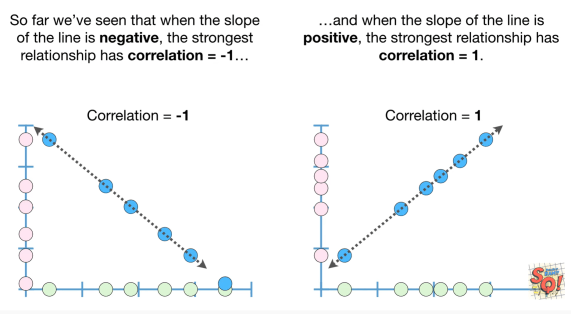 So far we've seen that when the slope
of the line is negative, the strongest
relationship has correlation = -1…
…and when the slope of the line is
positive, the strongest relationship has
correlation = 1.
Correlation = -1
Correlation = 1
SQ!